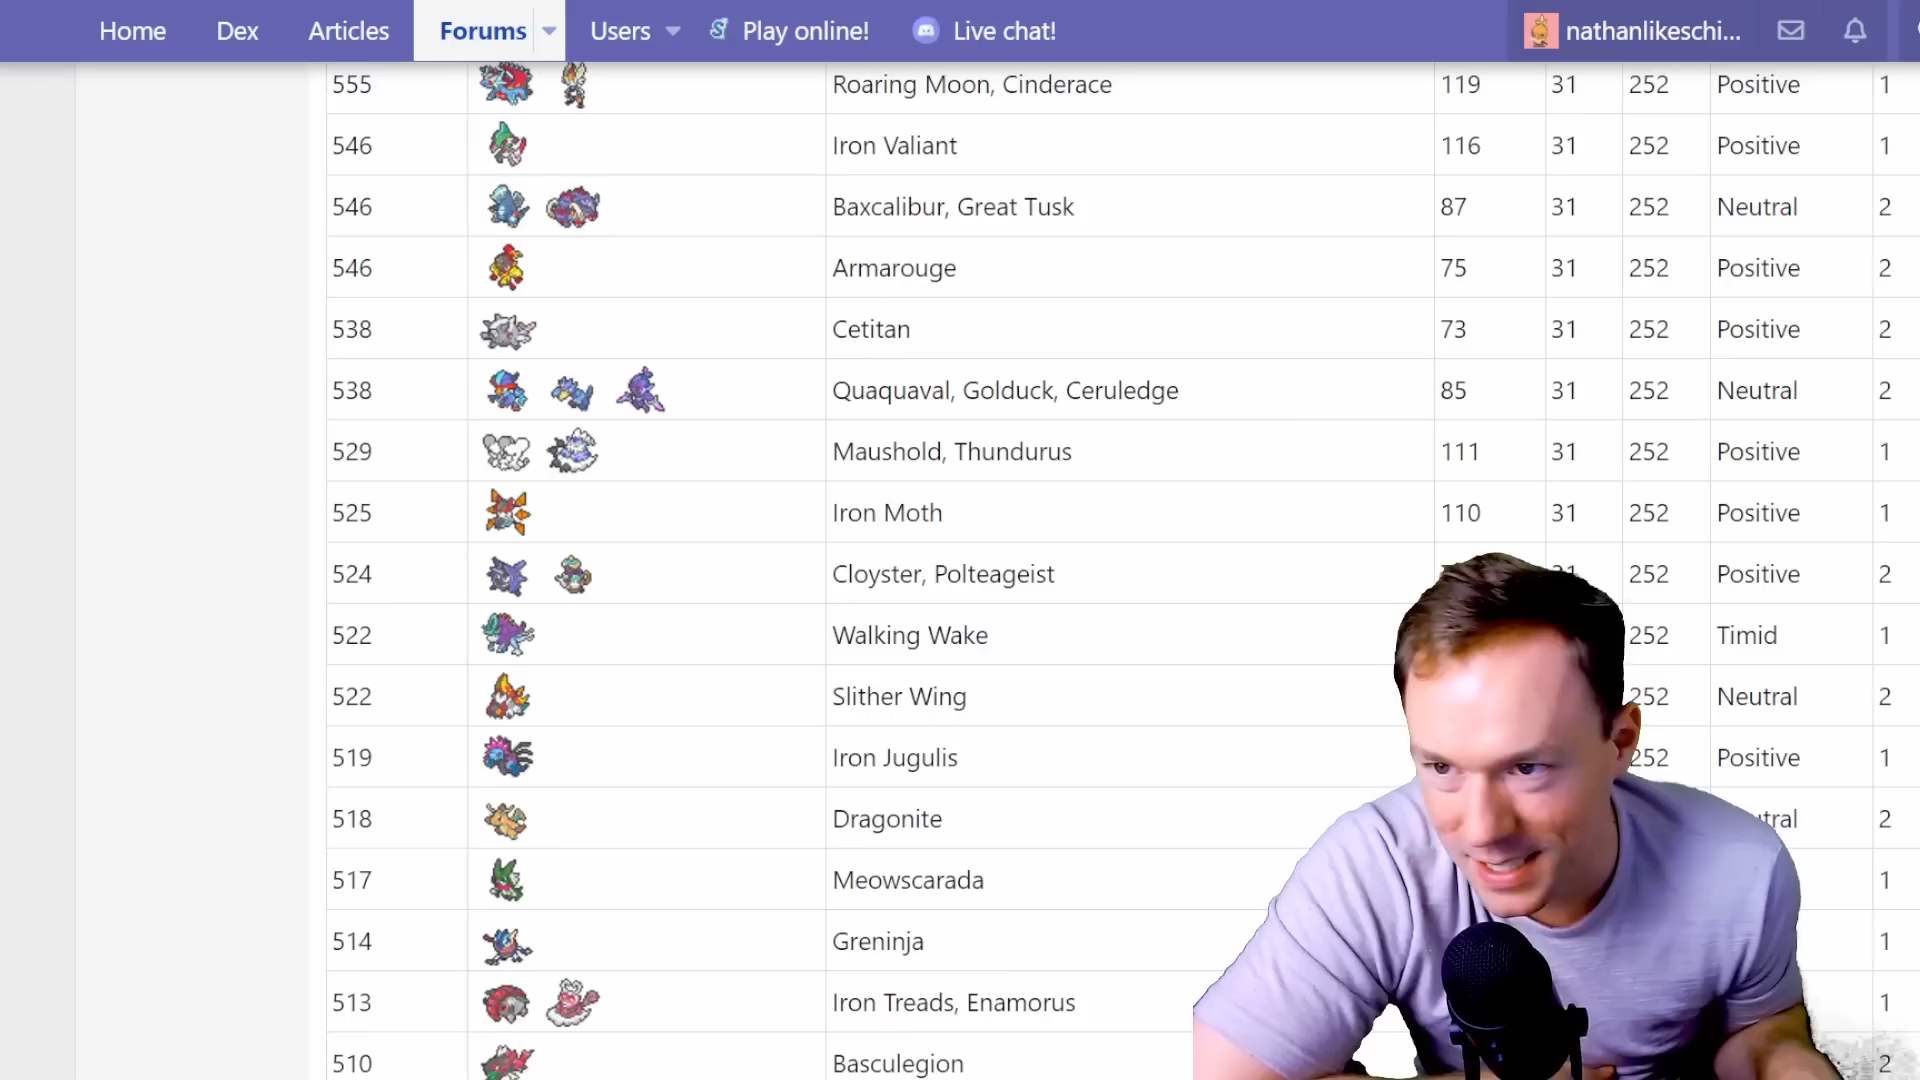 Home Dex Articles Forums Users Play online! Live chat! nathanlikeschi...
555 Roaring Moon, Cinderace 119 31 252 Positive 1
546 Iron Valiant 116 31 252 Positive 1
546 Baxcalibur, Great Tusk 87 31 252 Neutral 2
546 Armarouge 75 31 252 Positive 2
538 Cetitan 73 31 252 Positive 2
538 Quaquaval, Golduck, Ceruledge 85 31 252 Neutral 2
529 Maushold, Thundurus 111 31 252 Positive 1
525 Iron Moth 110 31 252 Positive 1
524 Cloyster, Polteageist 252 Positive 2
522 Walking Wake 252 Timid 1
522 Slither Wing 252 Neutral 2
519 Iron Jugulis 252 Positive 1
518 Dragonite 2
517 Meowscarada 1
514 Greninja 1
513 Iron Treads, Enamorus 1
510 Basculegion 2